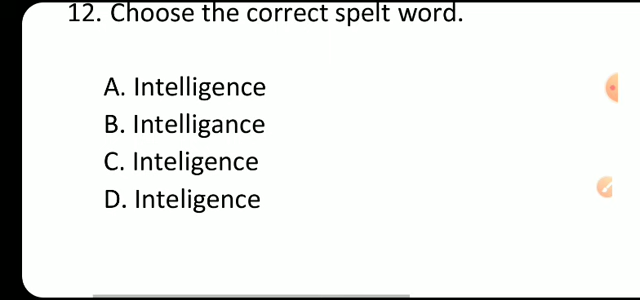 12. Choose the correct spelt word.
A. Intelligence
B. Intelligance
C. Inteligence
D. Inteligence